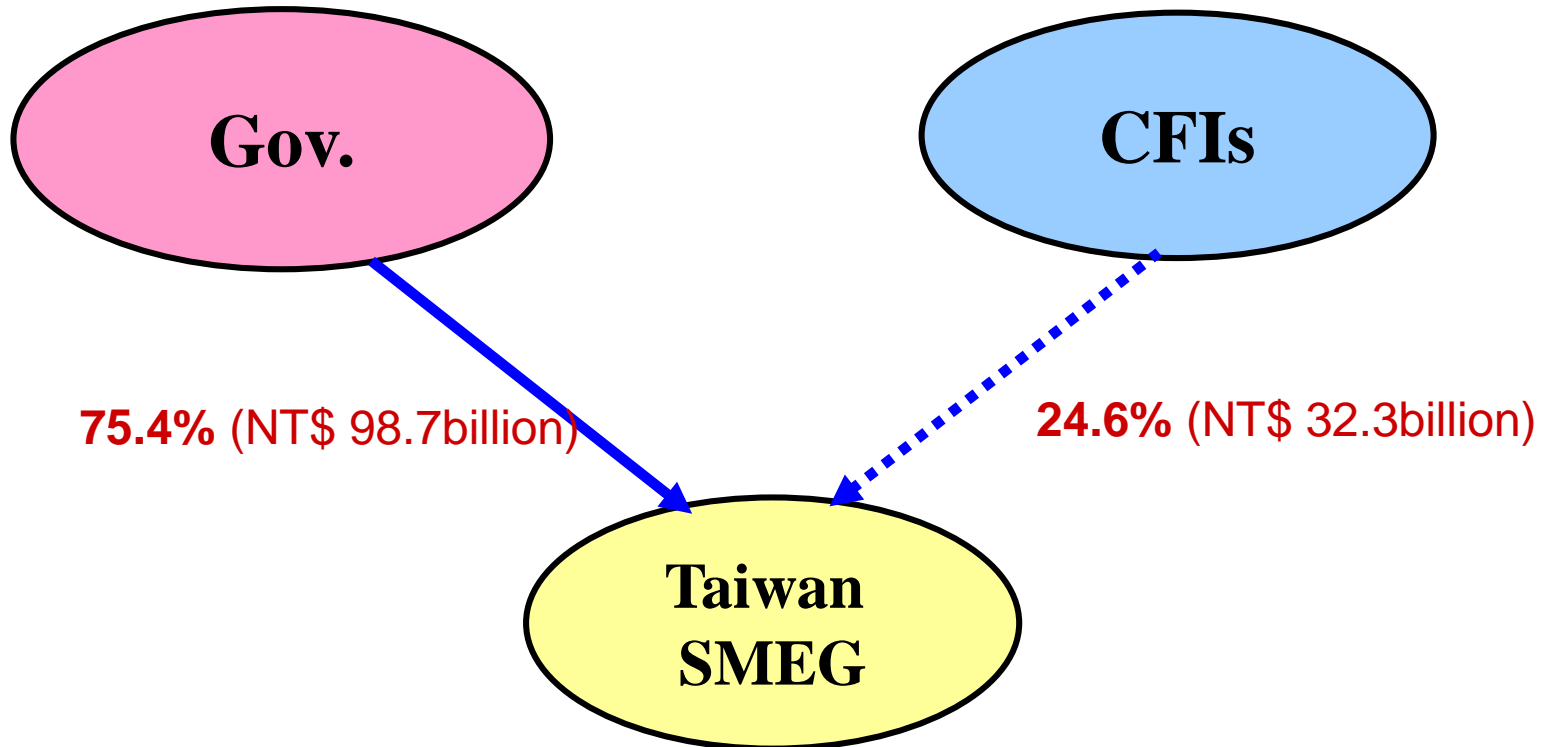 Gov.
CFIs
75.4% (NT$ 98.7billion)
24.6% (NT$ 32.3billion)
Taiwan
SMEG